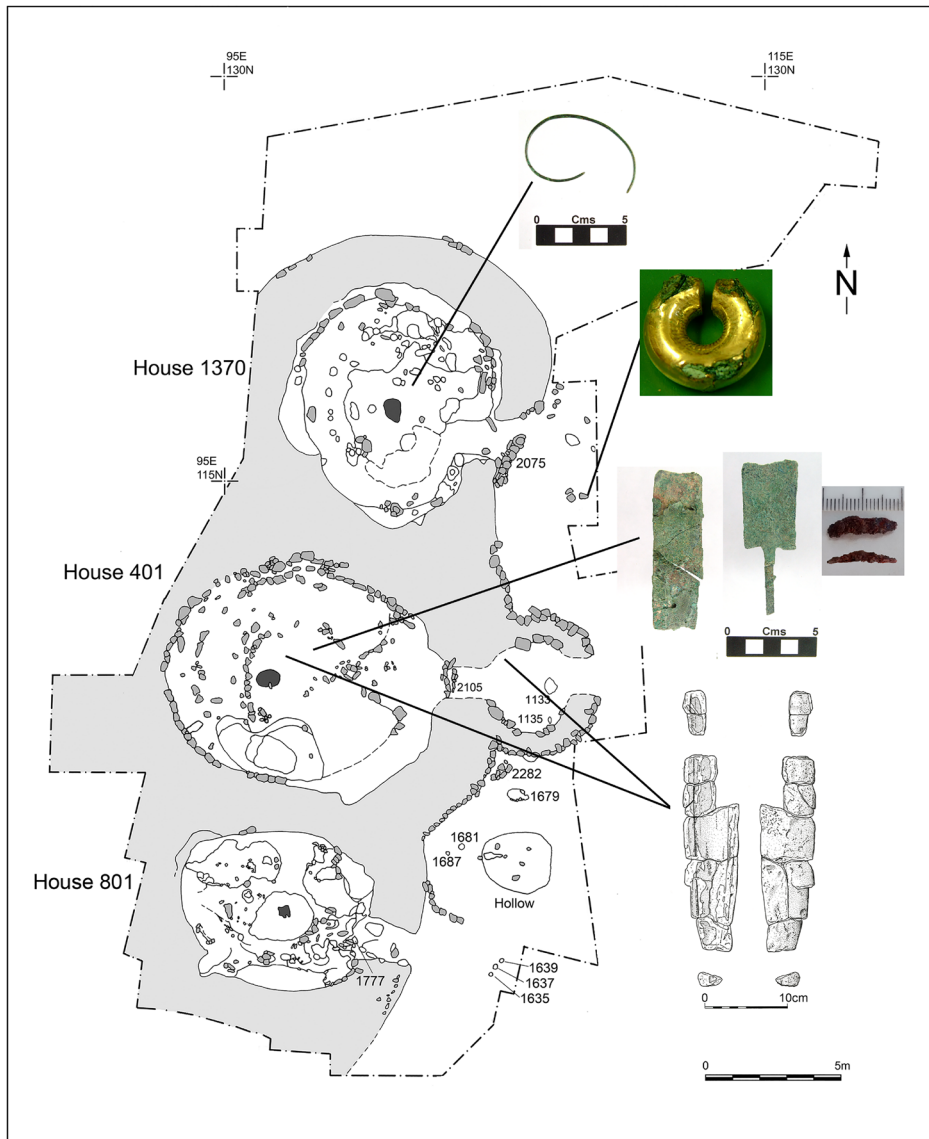 95E
130N
115E
130N
0 Cms 5
N
House 1370
2075
95E
115N
House 401
0 Cms 5
2105
1133
1135
2282
1679
1681
1687
House 801
Hollow
1777
1639
1637
1635
0 10cm
0 5m